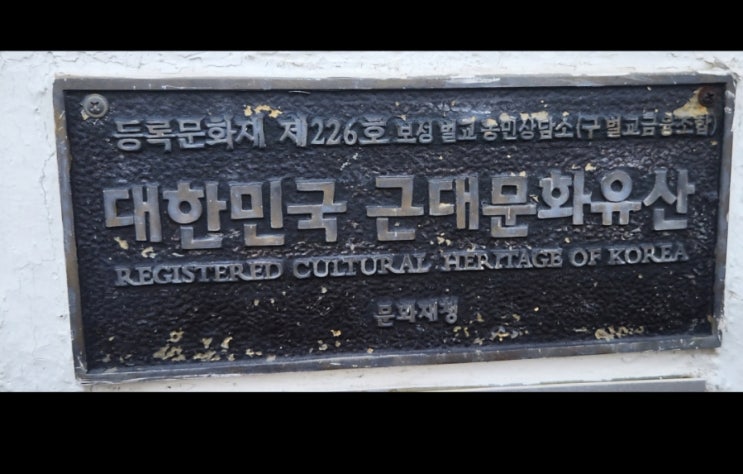 등록문화재 제226호 보성 벌교 농민상담소(구 벌교금융조합)
대한민국 근대문화유산
REGISTERED CULTURAL HERITAGE OF KOREA
문화재청